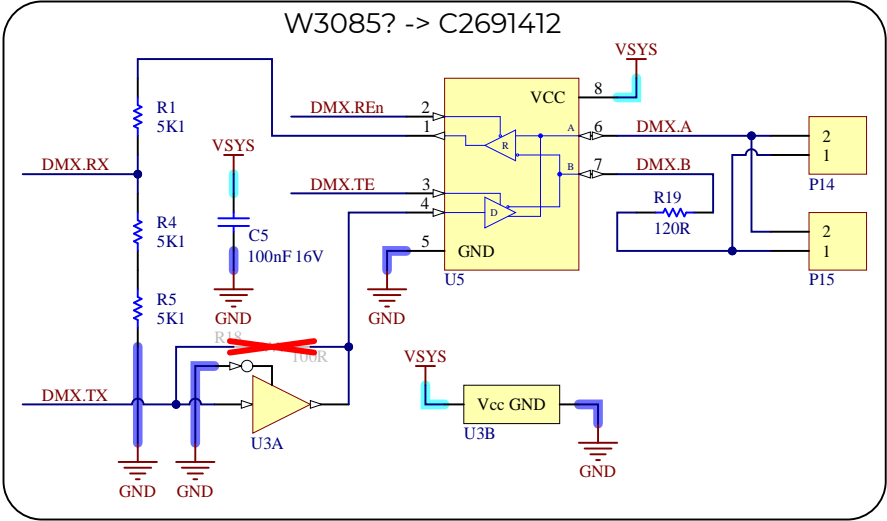 W3085? -> C2691412
R1
5K1
DMX.RX
R4
5K1
R5
5K1
VSYS
C5
100nF 16V
GND
R18
100R
DMX.TX
U3A
GND
GND
DMX.REn
2
1
DMX.TE
3
4
5
GND
GND
U5
VCC
8
VSYS
R
D
A
B
6
DMX.A
7
DMX.B
R19
120R
2
1
P14
2
1
P15
VSYS
Vcc GND
U3B
GND